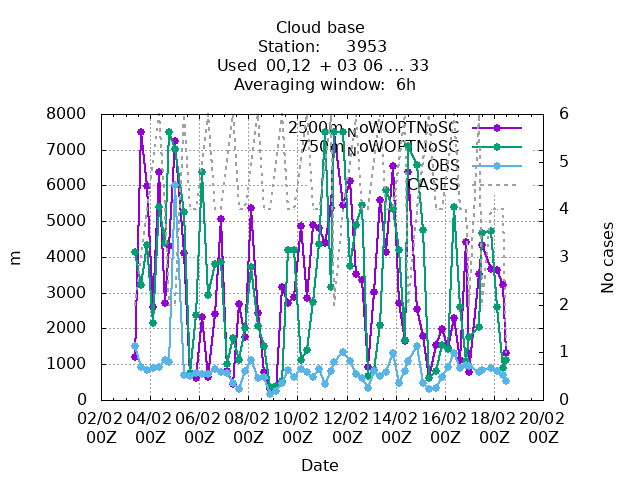 Cloud base
Station:     3953
Used  00,12  + 03 06 ... 33
Averaging window:  6h
8000
7000
6000
5000
4000
3000
2000
1000
0
m
6
5
4
3
2
1
0
No cases
2500m_NoWOPTNoSC
750m_NoWOPTNoSC
OBS
CASES
02/02 04/02 06/02 08/02 10/02 12/02 14/02 16/02 18/02 20/02
00Z 00Z 00Z 00Z 00Z 00Z 00Z 00Z 00Z 00Z
Date